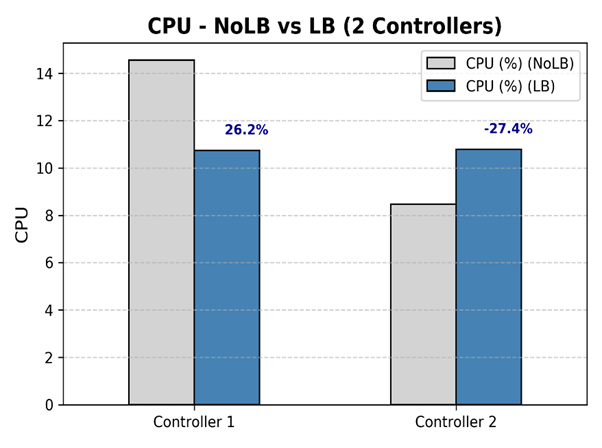 CPU - NoLB vs LB (2 Controllers)
CPU (%) (NoLB)
CPU (%) (LB)
14
12
10
8
6
4
2
0
CPU
26.2%
-27.4%
Controller 1
Controller 2